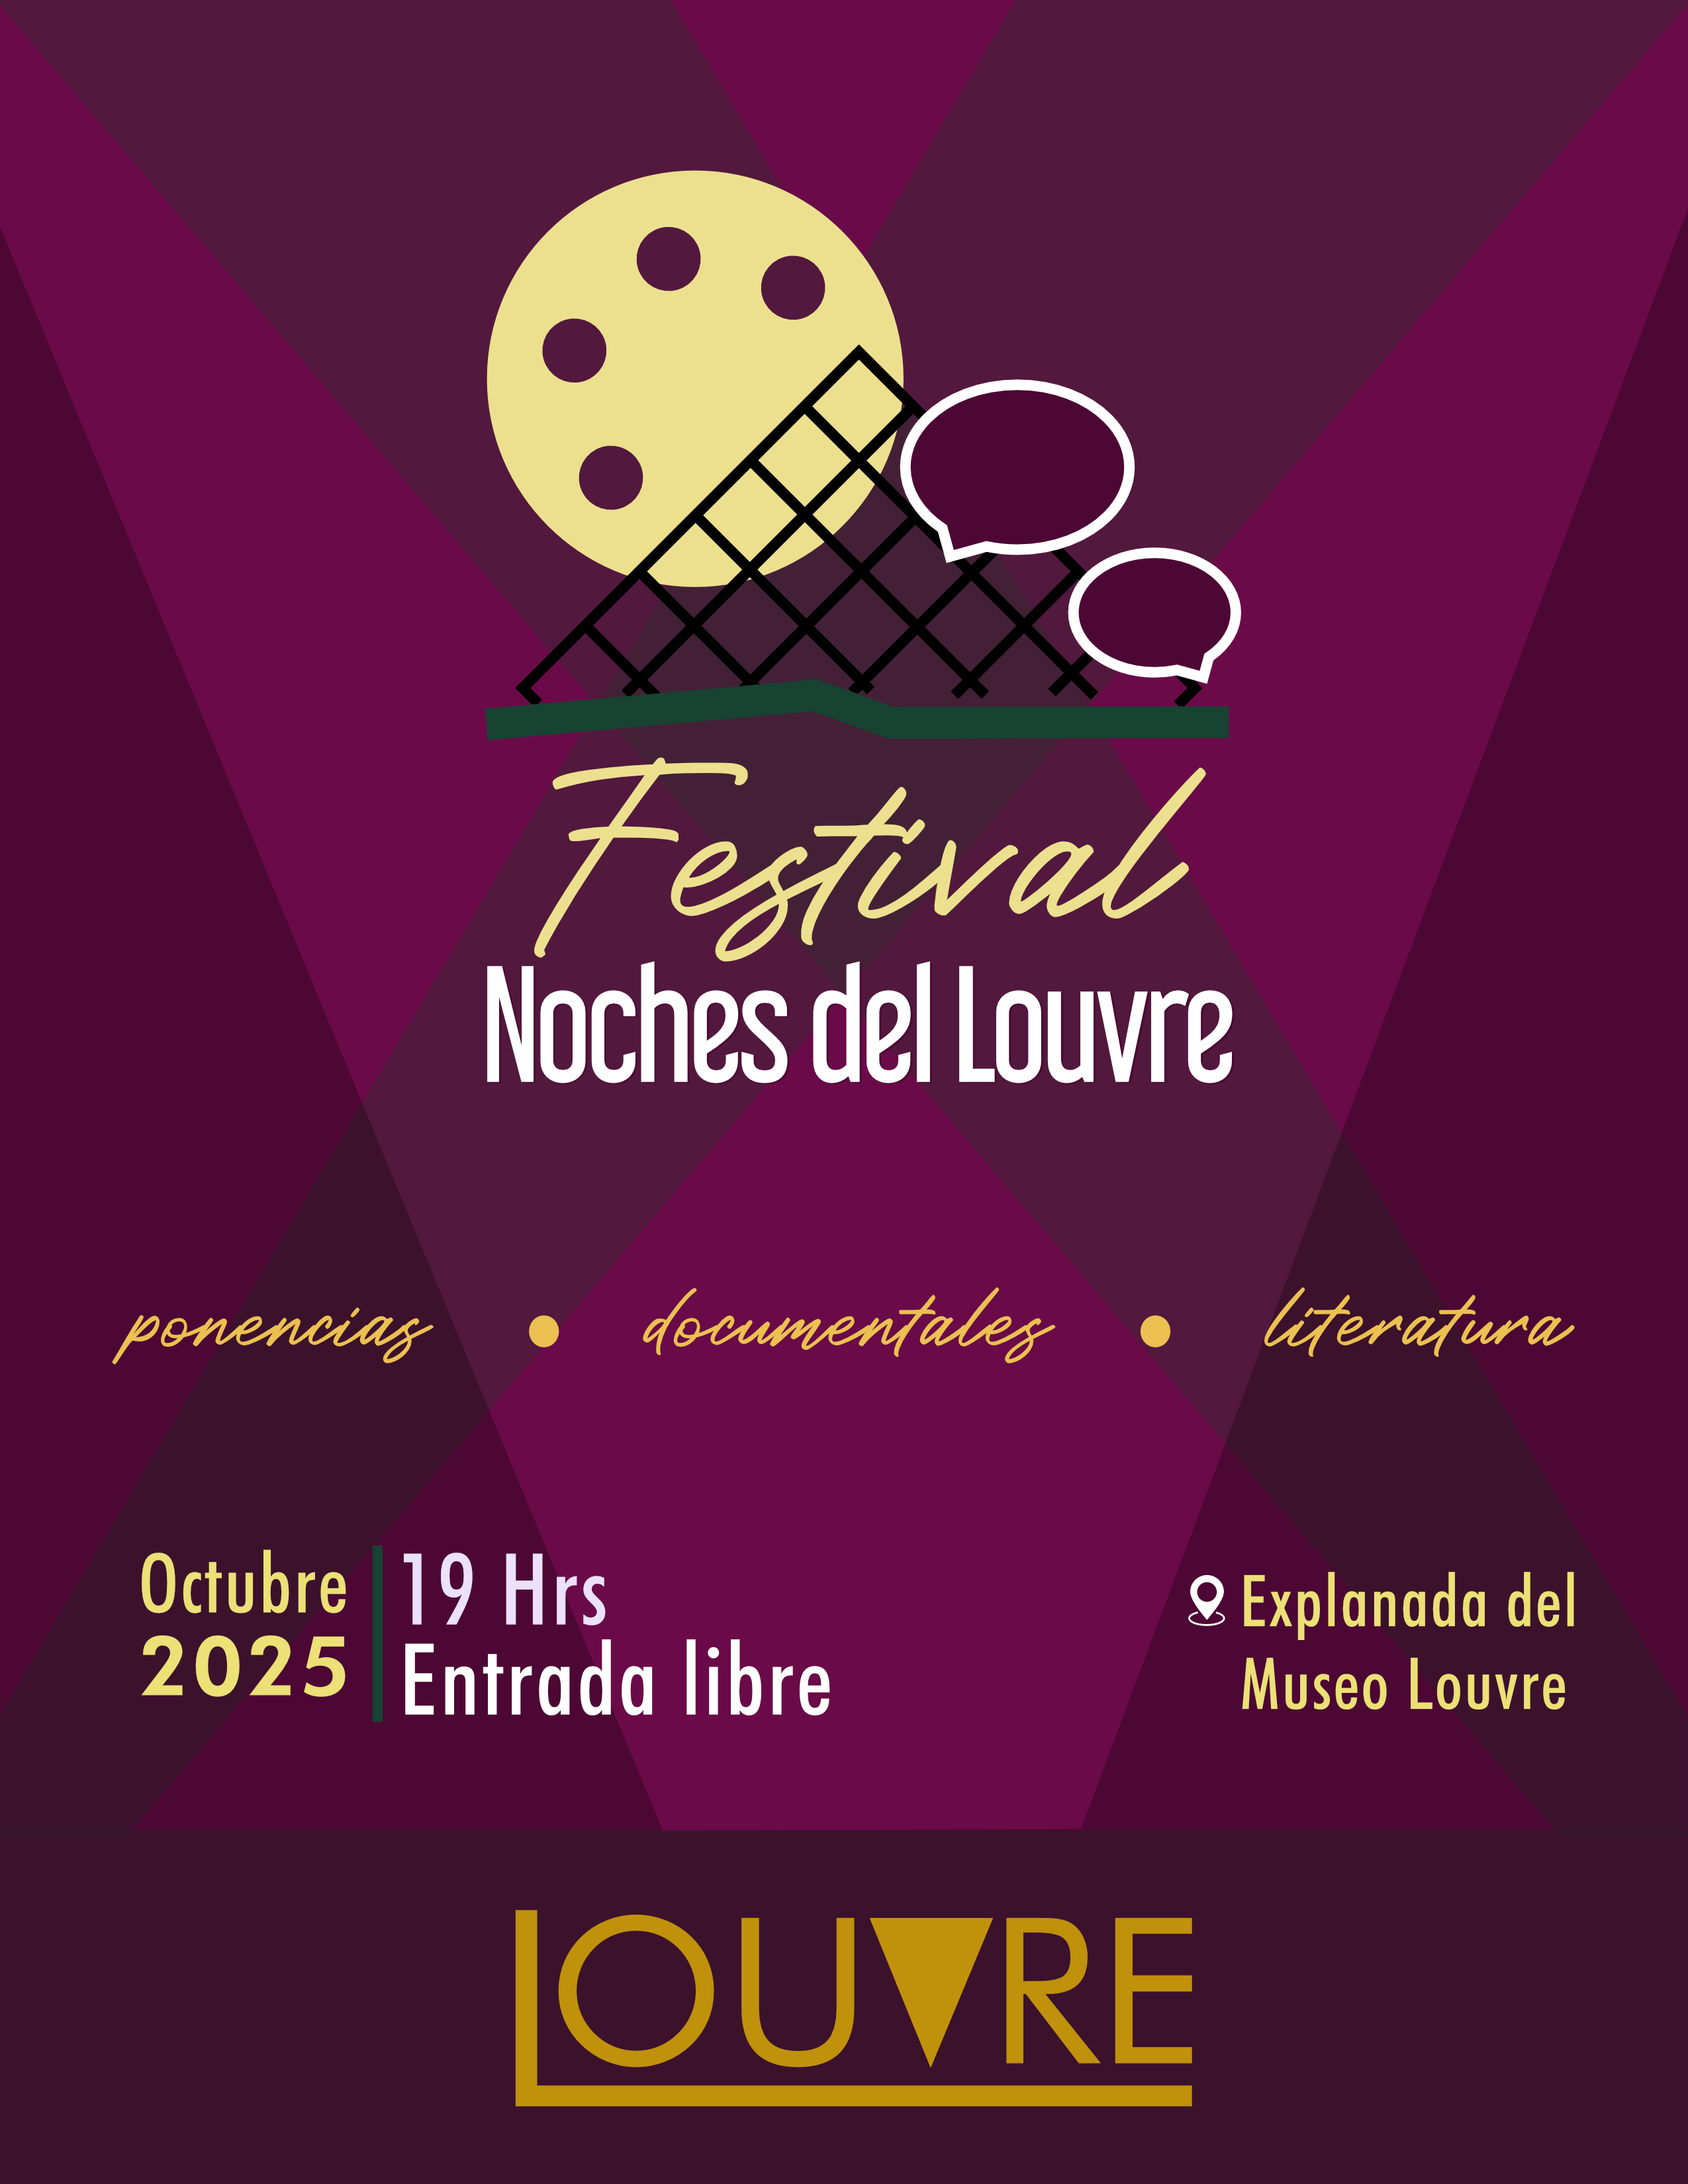 Festival
Noches del Louvre
ponencias • documentales • literatura
Octubre
2025
19 Hrs
Entrada libre
Explanada del
Museo Louvre
LOUVRE